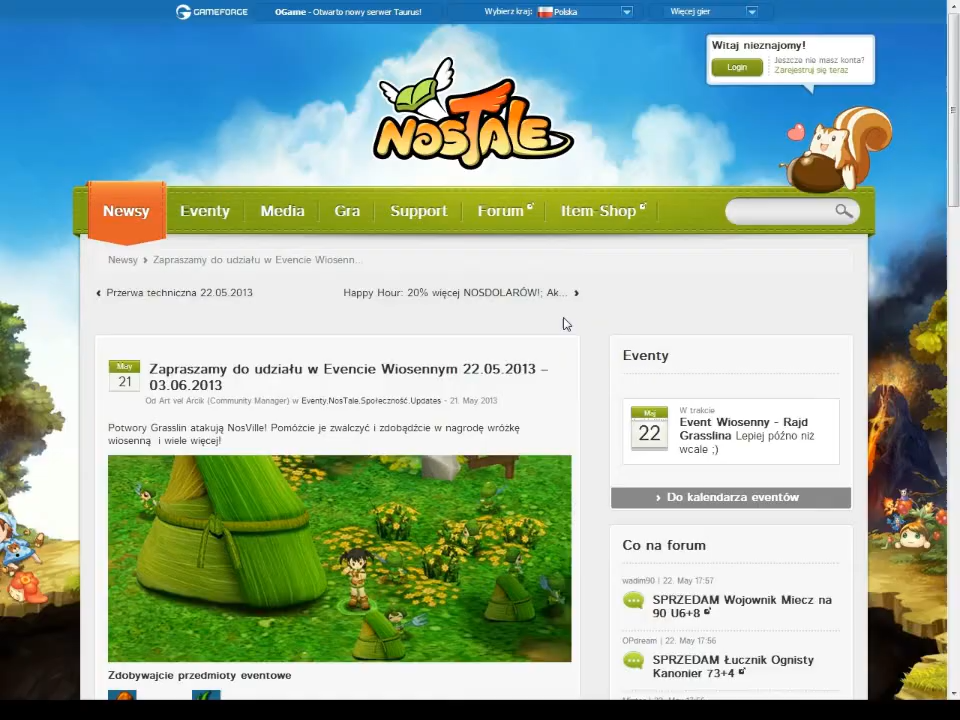 GAMEFORGE
OGame - Otwarto nowy serwer Taurus!
Wybierz kraj:
Polska
Więcej gier
Witaj nieznajomy!
Login
Jeszcze nie masz konta?
Zarejestruj się teraz
NosTale
Newsy
Eventy
Media
Gra
Support
Forum
Item-Shop
Newsy › Zapraszamy do udziału w Evencie Wiosenn...
‹ Przerwa techniczna 22.05.2013
Happy Hour: 20% więcej NOSDOLARÓW!; Ak... ›
May
21
Zapraszamy do udziału w Evencie Wiosennym 22.05.2013 –
03.06.2013
Od Art vel Arcik (Community Manager) w Eventy,NosTale,Społeczność,Updates - 21. May 2013
Potwory Grasslin atakują NosVille! Pomóżcie je zwalczyć i zdobądźcie w nagrodę wróżkę
wiosenną i wiele więcej!
Zdobywajcie przedmioty eventowe
Eventy
Maj
22
W trakcie
Event Wiosenny - Rajd
Grasslina Lepiej późno niż
wcale ;)
› Do kalendarza eventów
Co na forum
wadim90 | 22. May 17:57
SPRZEDAM Wojownik Miecz na
90 U6+8
OPdream | 22. May 17:56
SPRZEDAM Łucznik Ognisty
Kanonier 73+4